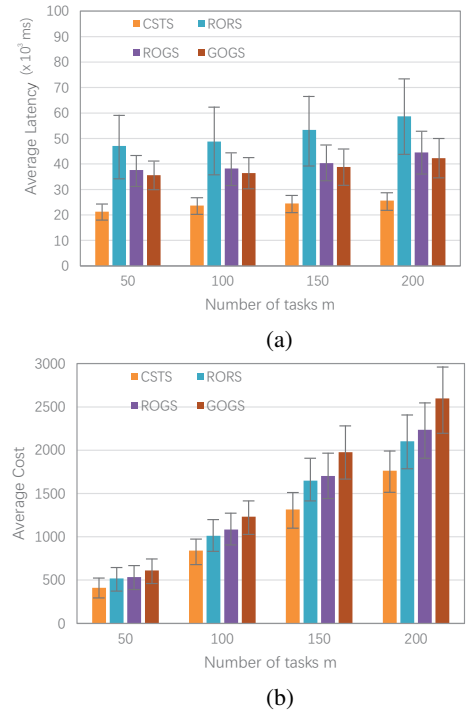 100
90
80
70
60
50
40
30
20
10
0
Average Latency (x 10³ ms)
CSTS RORS
ROGS GOGS
50 100 150 200
Number of tasks m
(a)
3000
2500
2000
1500
1000
500
0
Average Cost
CSTS RORS
ROGS GOGS
50 100 150 200
Number of tasks m
(b)